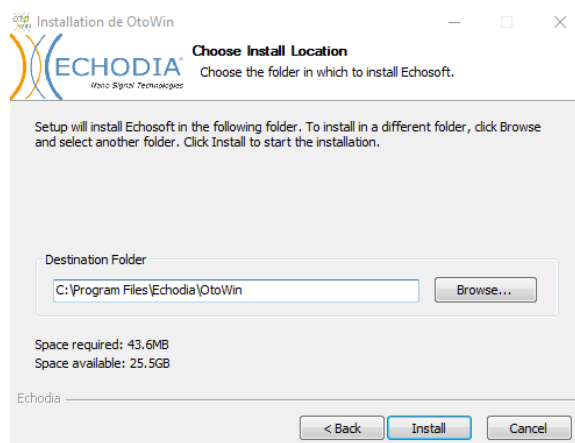 Installation de OtoWin
ECHODIA
Nano Signal Technologies
Choose Install Location
Choose the folder in which to install Echosoft.
Setup will install Echosoft in the following folder. To install in a different folder, click Browse
and select another folder. Click Install to start the installation.
Destination Folder
C:\Program Files\Echodia\OtoWin
Browse...
Space required: 43.6MB
Space available: 25.5GB
Echodia
< Back
Install
Cancel